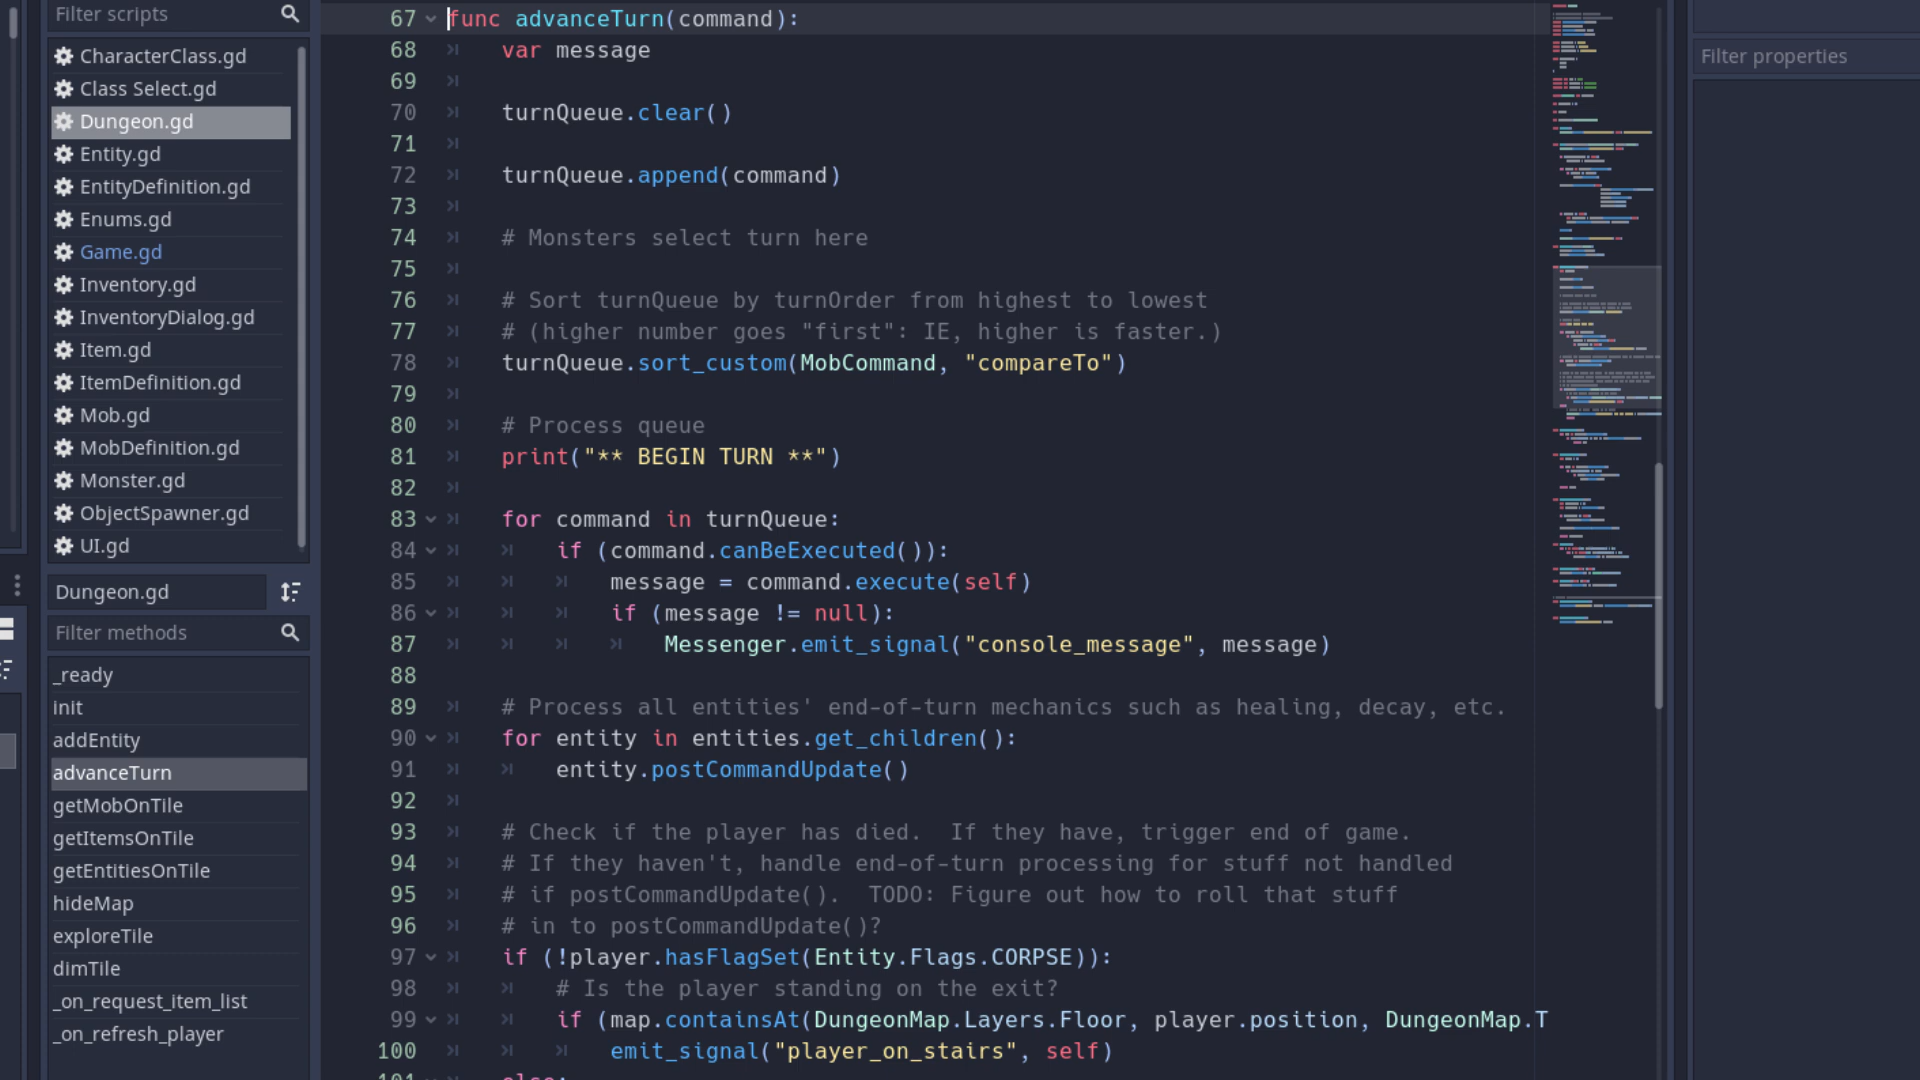 Filter scripts
CharacterClass.gd
Class Select.gd
Dungeon.gd
Entity.gd
EntityDefinition.gd
Enums.gd
Game.gd
Inventory.gd
InventoryDialog.gd
Item.gd
ItemDefinition.gd
Mob.gd
MobDefinition.gd
Monster.gd
ObjectSpawner.gd
UI.gd
Dungeon.gd
Filter methods
_ready
init
addEntity
advanceTurn
getMobOnTile
getItemsOnTile
getEntitiesOnTile
hideMap
exploreTile
dimTile
_on_request_item_list
_on_refresh_player
67 func advanceTurn(command):
68 var message
69
70 turnQueue.clear()
71
72 turnQueue.append(command)
73
74 # Monsters select turn here
75
76 # Sort turnQueue by turnOrder from highest to lowest
77 # (higher number goes "first": IE, higher is faster.)
78 turnQueue.sort_custom(MobCommand, "compareTo")
79
80 # Process queue
81 print("** BEGIN TURN **")
82
83 for command in turnQueue:
84 if (command.canBeExecuted()):
85 message = command.execute(self)
86 if (message != null):
87 Messenger.emit_signal("console_message", message)
88
89 # Process all entities' end-of-turn mechanics such as healing, decay, etc.
90 for entity in entities.get_children():
91 entity.postCommandUpdate()
92
93 # Check if the player has died.  If they have, trigger end of game.
94 # If they haven't, handle end-of-turn processing for stuff not handled
95 # if postCommandUpdate().  TODO: Figure out how to roll that stuff
96 # in to postCommandUpdate()?
97 if (!player.hasFlagSet(Entity.Flags.CORPSE)):
98 # Is the player standing on the exit?
99 if (map.containsAt(DungeonMap.Layers.Floor, player.position, DungeonMap.T
100 emit_signal("player_on_stairs", self)
101 else:
Filter properties